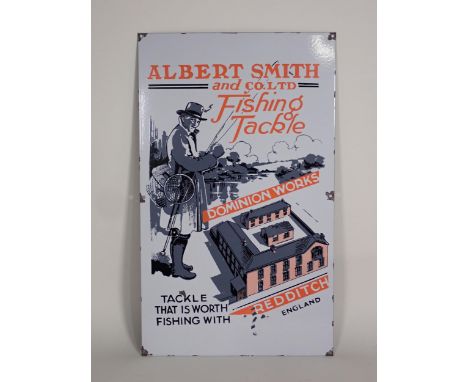 ALBERT SMITH
and CO. LTD
Fishing
Tackle
DOMINION WORKS
REDDITCH
ENGLAND
TACKLE
THAT IS WORTH
FISHING WITH